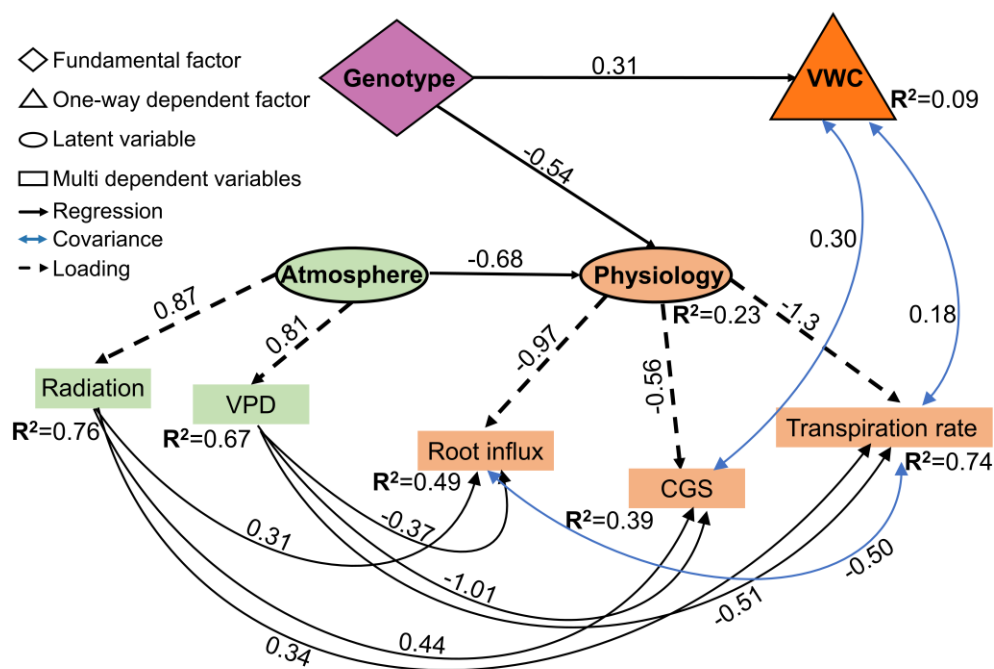 Fundamental factor
One-way dependent factor
Latent variable
Multi dependent variables
Regression
Covariance
Loading
Genotype
0.31
VWC
R²=0.09
-0.54
0.30
0.18
Atmosphere
-0.68
Physiology
R²=0.23
0.87
0.81
-0.97
-0.56
-1.3
Radiation
R²=0.76
VPD
R²=0.67
Root influx
R²=0.49
CGS
R²=0.39
Transpiration rate
R²=0.74
0.31
-0.37
-1.01
-0.50
-0.51
0.44
0.34